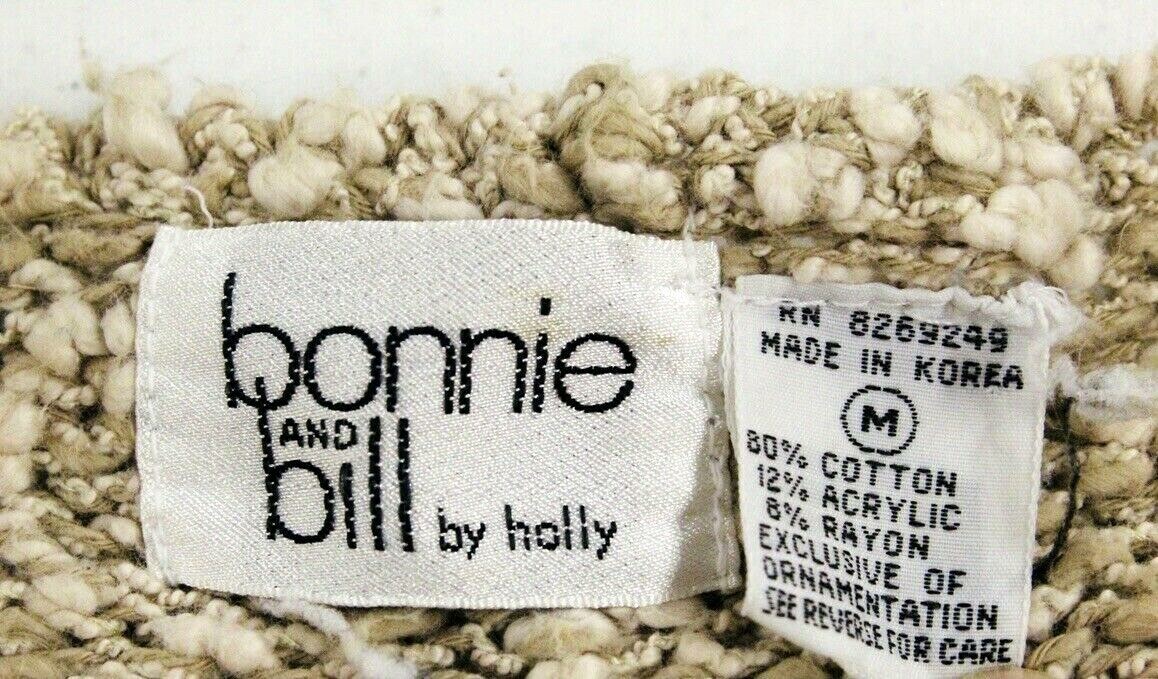 bonnie
AND
bill by holly
RN 8269249
MADE IN KOREA
M
80% COTTON
12% ACRYLIC
8% RAYON
EXCLUSIVE OF
ORNAMENTATION
SEE REVERSE FOR CARE